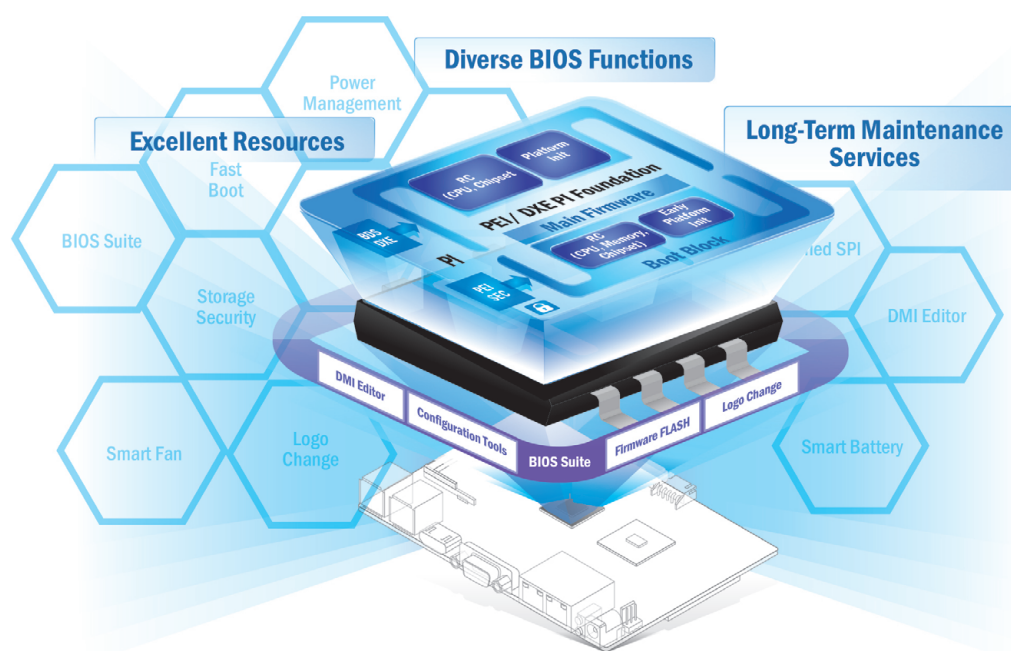 Diverse BIOS Functions
Excellent Resources
Long-Term Maintenance
Services
Power
Management
Fast
Boot
BIOS Suite
Storage
Security
Smart Fan
Logo
Change
SPI
DMI Editor
Smart Battery
RC
(CPU, Chipset
Platform
Init
PEI/ DXE PI Foundation
Main Firmware
BDS
DXE
PI
RC
(CPU, Memory,
Chipset)
Early
Platform
Init
Boot Block
PEI
SEC
DMI Editor
Configuration Tools
BIOS Suite
Firmware FLASH
Logo Change